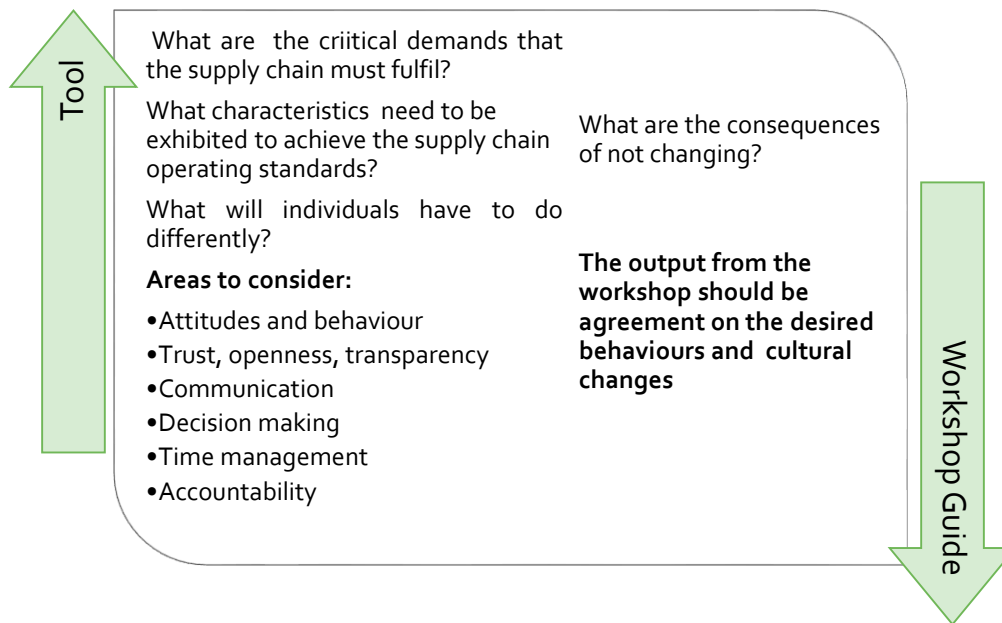 Tool
What are the criitical demands that
the supply chain must fulfil?
What characteristics need to be
exhibited to achieve the supply chain
operating standards?
What will individuals have to do
differently?
Areas to consider:
•Attitudes and behaviour
•Trust, openness, transparency
•Communication
•Decision making
•Time management
•Accountability
What are the consequences
of not changing?
The output from the
workshop should be
agreement on the desired
behaviours and cultural
changes
Workshop Guide